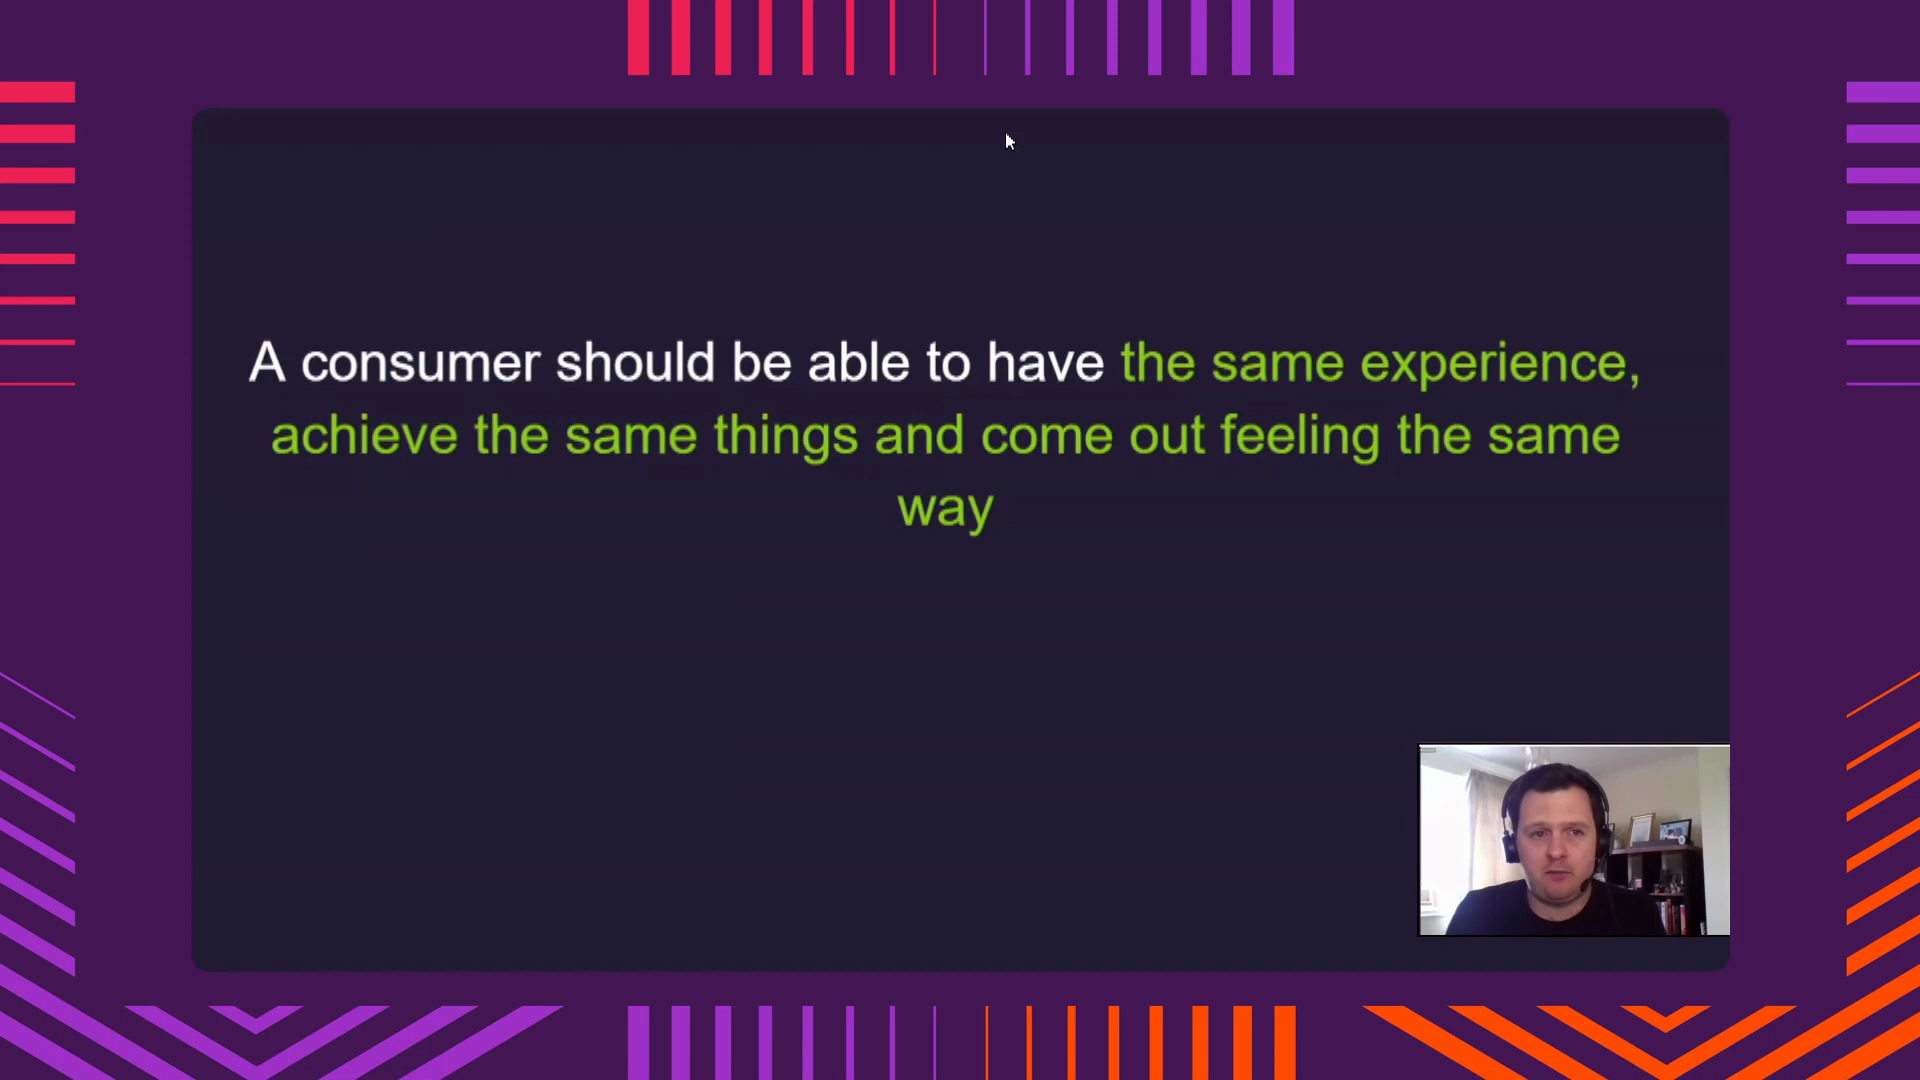 A consumer should be able to have the same experience,
achieve the same things and come out feeling the same
way